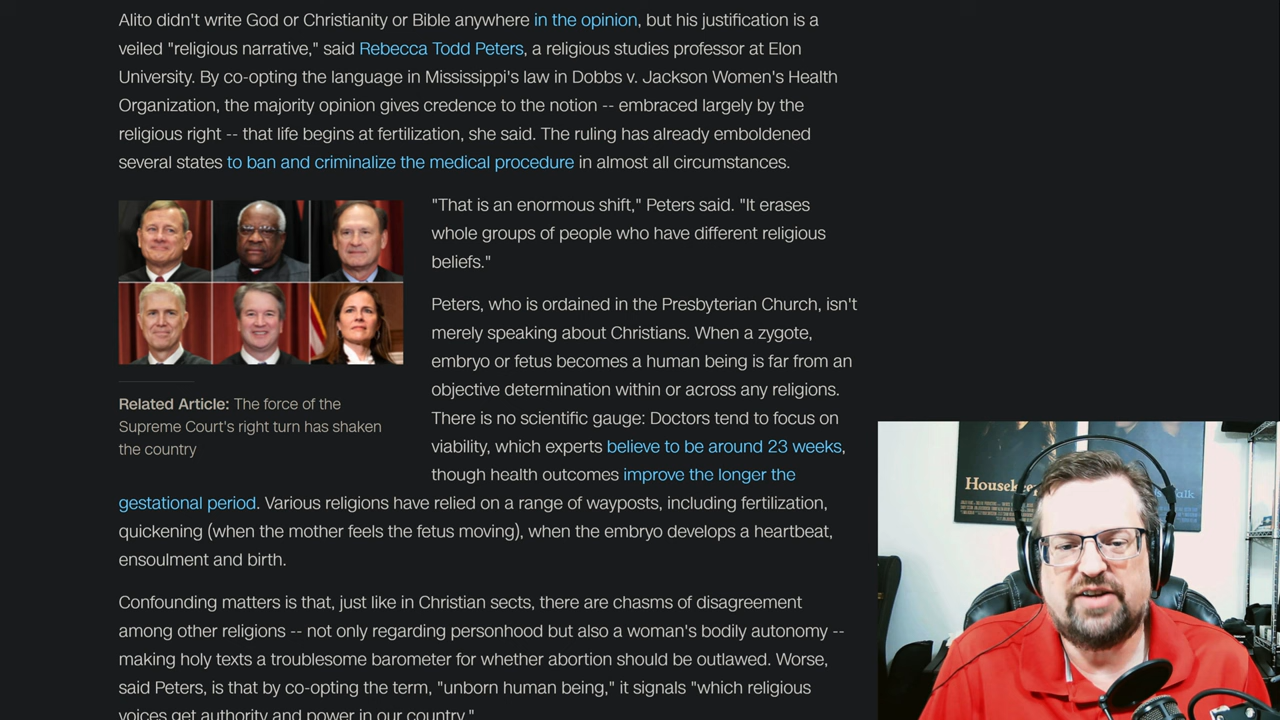 Alito didn't write God or Christianity or Bible anywhere in the opinion, but his justification is a
veiled "religious narrative," said Rebecca Todd Peters, a religious studies professor at Elon
University. By co-opting the language in Mississippi's law in Dobbs v. Jackson Women's Health
Organization, the majority opinion gives credence to the notion -- embraced largely by the
religious right -- that life begins at fertilization, she said. The ruling has already emboldened
several states to ban and criminalize the medical procedure in almost all circumstances.
"That is an enormous shift," Peters said. "It erases
whole groups of people who have different religious
beliefs."
Peters, who is ordained in the Presbyterian Church, isn't
merely speaking about Christians. When a zygote,
embryo or fetus becomes a human being is far from an
objective determination within or across any religions.
There is no scientific gauge: Doctors tend to focus on
viability, which experts believe to be around 23 weeks,
though health outcomes improve the longer the
gestational period. Various religions have relied on a range of wayposts, including fertilization,
quickening (when the mother feels the fetus moving), when the embryo develops a heartbeat,
ensoulment and birth.
Related Article: The force of the
Supreme Court's right turn has shaken
the country
Confounding matters is that, just like in Christian sects, there are chasms of disagreement
among other religions -- not only regarding personhood but also a woman's bodily autonomy --
making holy texts a troublesome barometer for whether abortion should be outlawed. Worse,
said Peters, is that by co-opting the term, "unborn human being," it signals "which religious
voices get authority and power in our country."